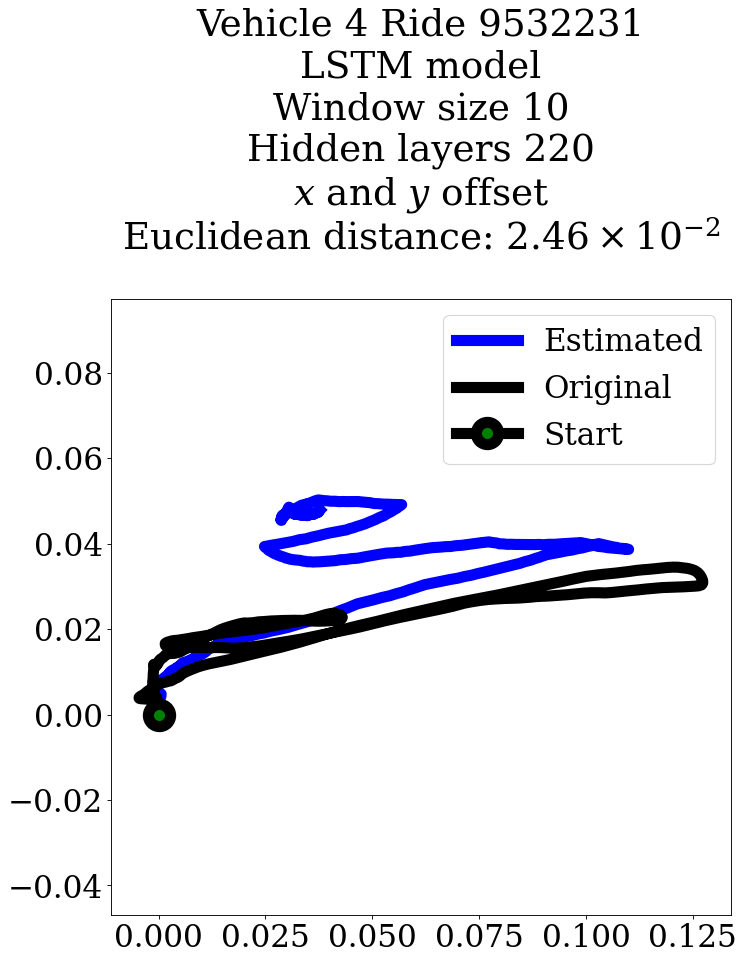 Vehicle 4 Ride 9532231
LSTM model
Window size 10
Hidden layers 220
x and y offset
Euclidean distance: 2.46 × 10⁻²
Estimated
Original
Start
0.08
0.06
0.04
0.02
0.00
−0.02
−0.04
0.000 0.025 0.050 0.075 0.100 0.125